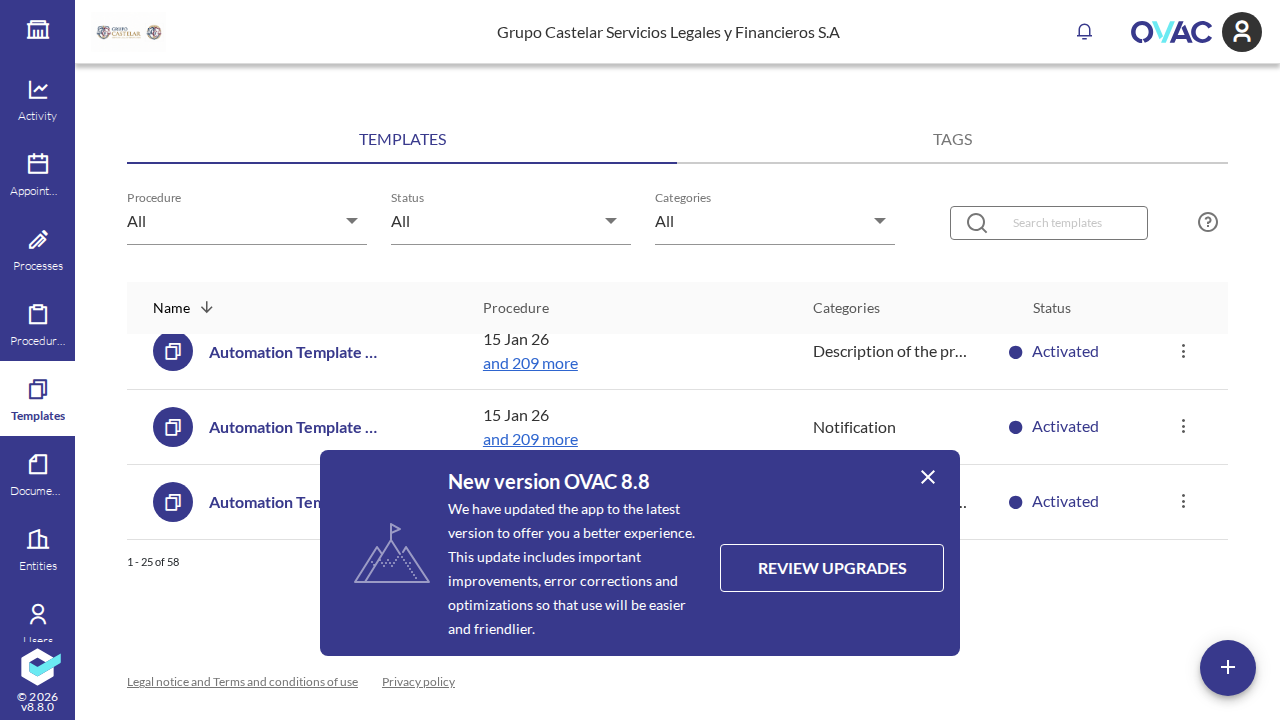 GRUPO
CASTELAR
Grupo Castelar Servicios Legales y Financieros S.A
OVAC
Activity
Appoint...
Processes
Procedur...
Templates
Docume...
Entities
Users
© 2026
v8.8.0
TEMPLATES
TAGS
Procedure
All
Status
All
Categories
All
Search templates
Name
Procedure
Categories
Status
Automation Template ...
15 Jan 26
and 209 more
Description of the pr...
Activated
Automation Template ...
15 Jan 26
and 209 more
Notification
Activated
Automation Tem
...
Activated
1 - 25 of 58
New version OVAC 8.8
We have updated the app to the latest
version to offer you a better experience.
This update includes important
improvements, error corrections and
optimizations so that use will be easier
and friendlier.
REVIEW UPGRADES
Legal notice and Terms and conditions of use
Privacy policy